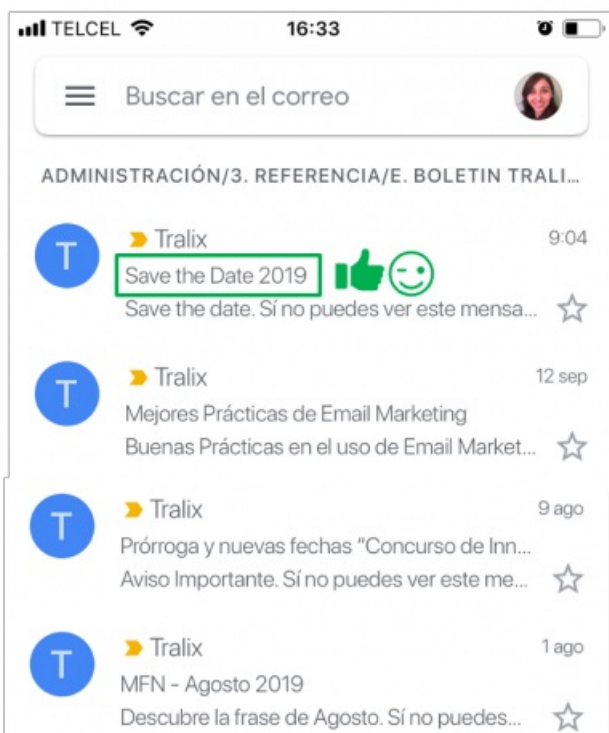 TELCEL 16:33
Buscar en el correo
ADMINISTRACIÓN/3. REFERENCIA/E. BOLETIN TRALI...
T
Tralix 9:04
Save the Date 2019
Save the date. Sí no puedes ver este mensa...
T
Tralix 12 sep
Mejores Prácticas de Email Marketing
Buenas Prácticas en el uso de Email Market...
T
Tralix 9 ago
Prórroga y nuevas fechas "Concurso de Inn...
Aviso Importante. Sí no puedes ver este me...
T
Tralix 1 ago
MFN - Agosto 2019
Descubre la frase de Agosto. Sí no puedes...